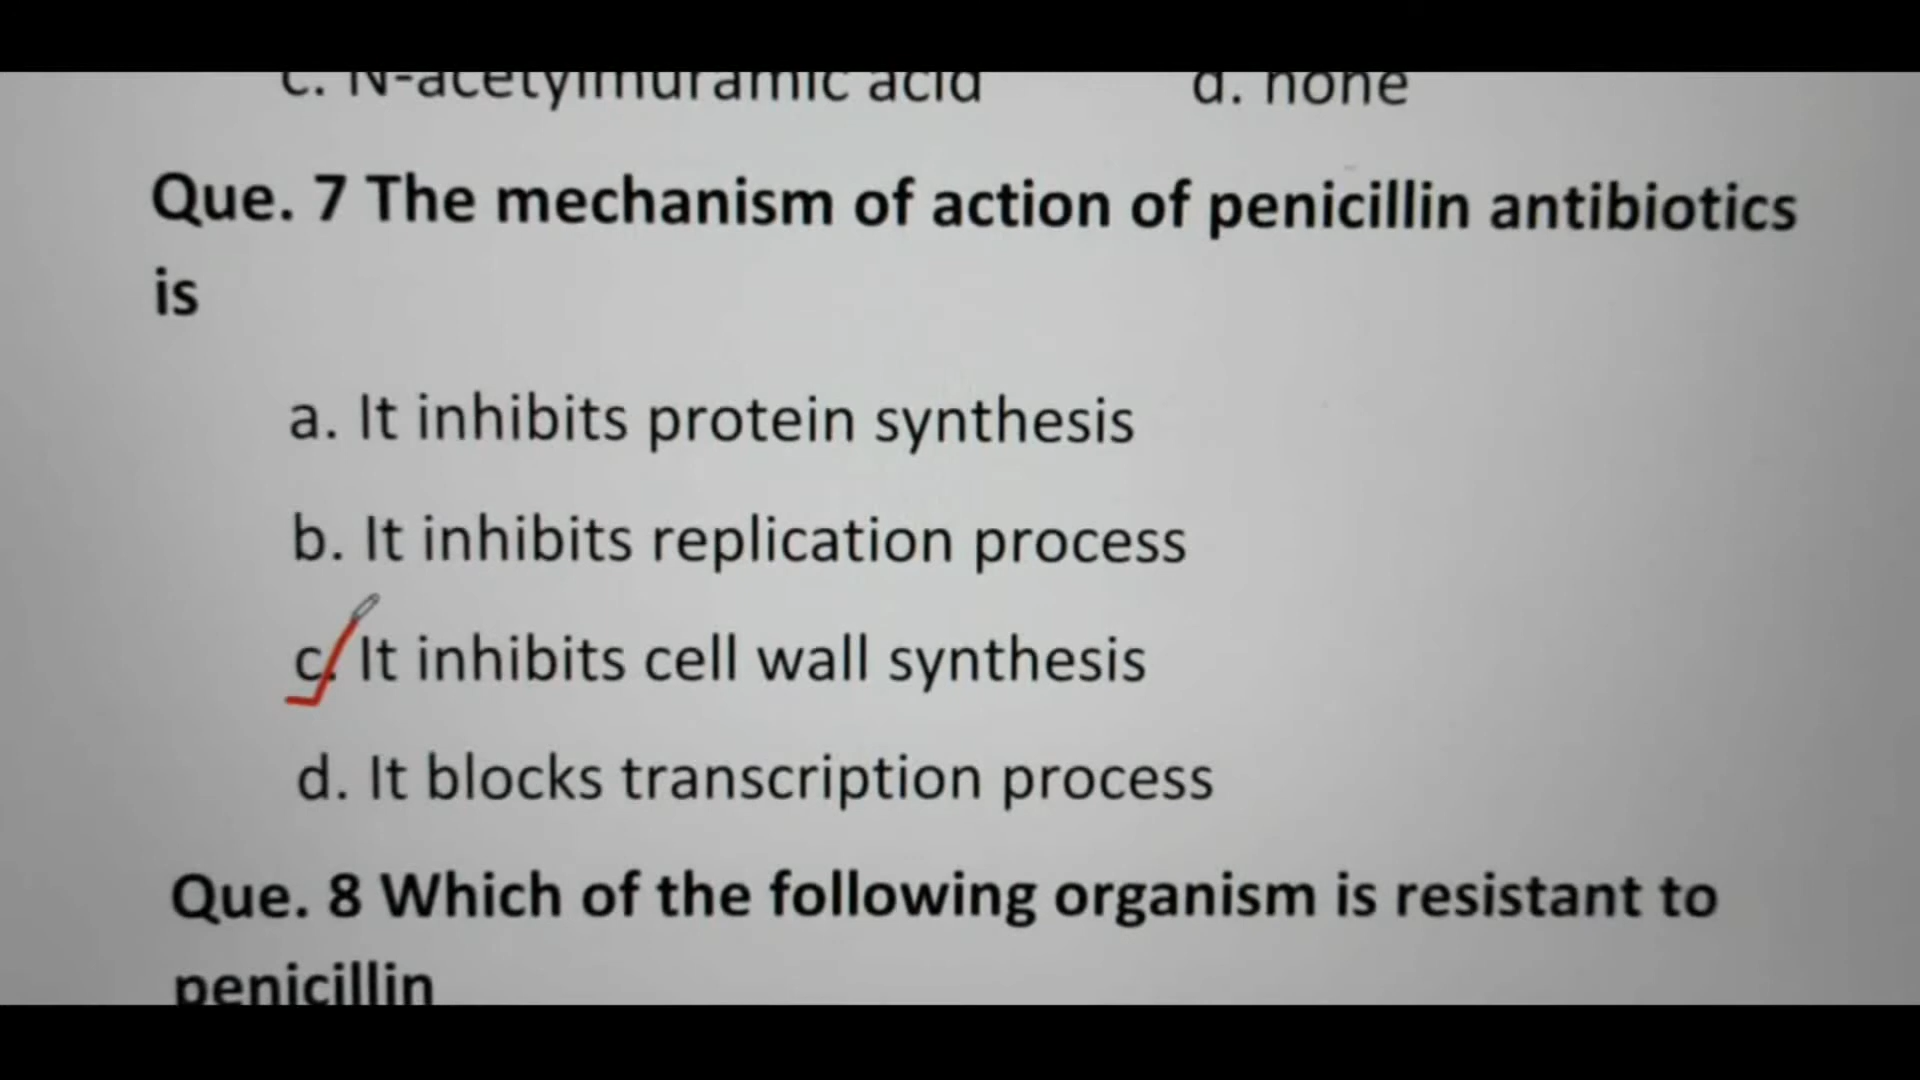 c. N-acetylmuramic acid d. none
Que. 7 The mechanism of action of penicillin antibiotics
is
a. It inhibits protein synthesis
b. It inhibits replication process
c. It inhibits cell wall synthesis
d. It blocks transcription process
Que. 8 Which of the following organism is resistant to
penicillin